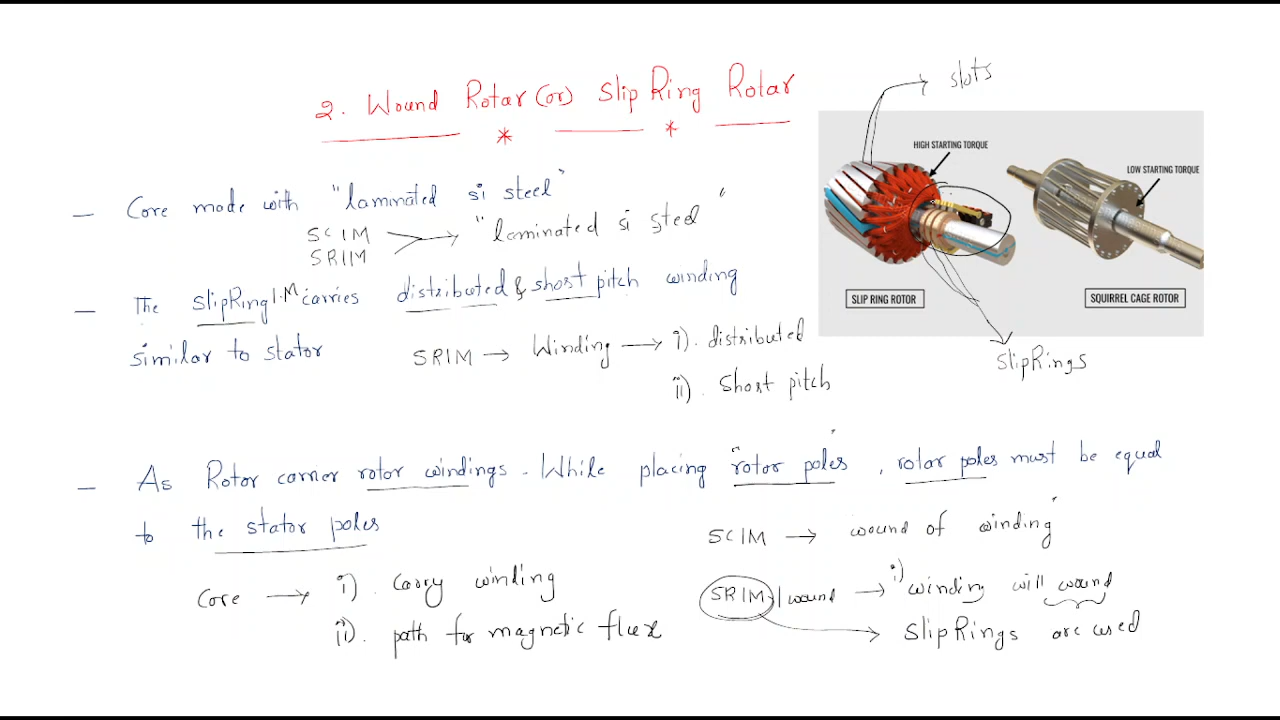 2. Wound Rotar (or) Slip Ring Rotar
slots
HIGH STARTING TORQUE
LOW STARTING TORQUE
SLIP RING ROTOR
SQUIRREL CAGE ROTOR
SlipRings
- Core made with "laminated si steel"
SCIM
SRIM
"laminated si steel"
- The slipRing I.M carries distributed & short pitch winding
similar to stator
SRIM → Winding → i). distributed
ii). Short pitch
- As Rotor carrier rotor windings. While placing "rotor poles", rotor poles must be equal
to the stator poles
SCIM → wound of winding
Core → i). Carry winding
ii). path for magnetic flux
SRIM | wound → i) winding will wound
→ SlipRings are used